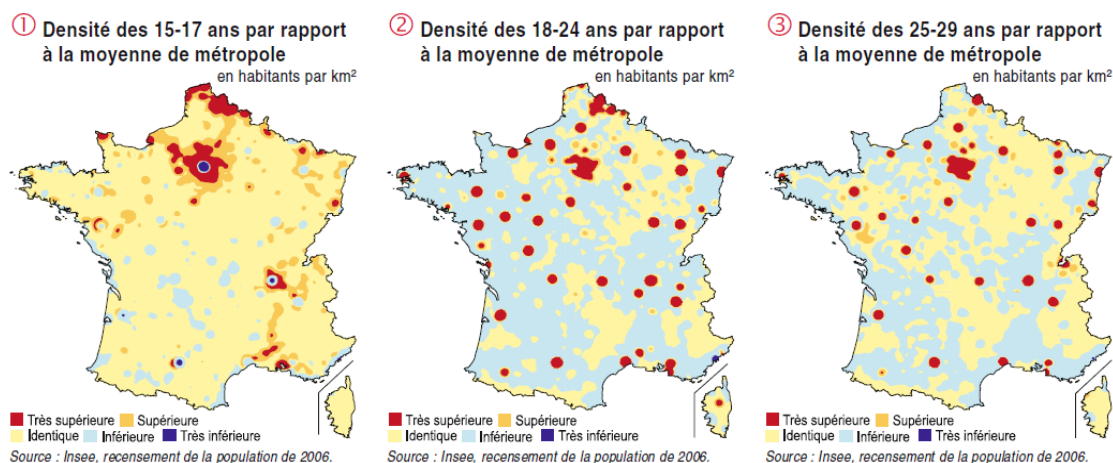 ① Densité des 15-17 ans par rapport
à la moyenne de métropole
en habitants par km²
Très supérieure Supérieure
Identique Inférieure Très inférieure
Source : Insee, recensement de la population de 2006.
② Densité des 18-24 ans par rapport
à la moyenne de métropole
en habitants par km²
Très supérieure Supérieure
Identique Inférieure Très inférieure
Source : Insee, recensement de la population de 2006.
③ Densité des 25-29 ans par rapport
à la moyenne de métropole
en habitants par km²
Très supérieure Supérieure
Identique Inférieure Très inférieure
Source : Insee, recensement de la population de 2006.